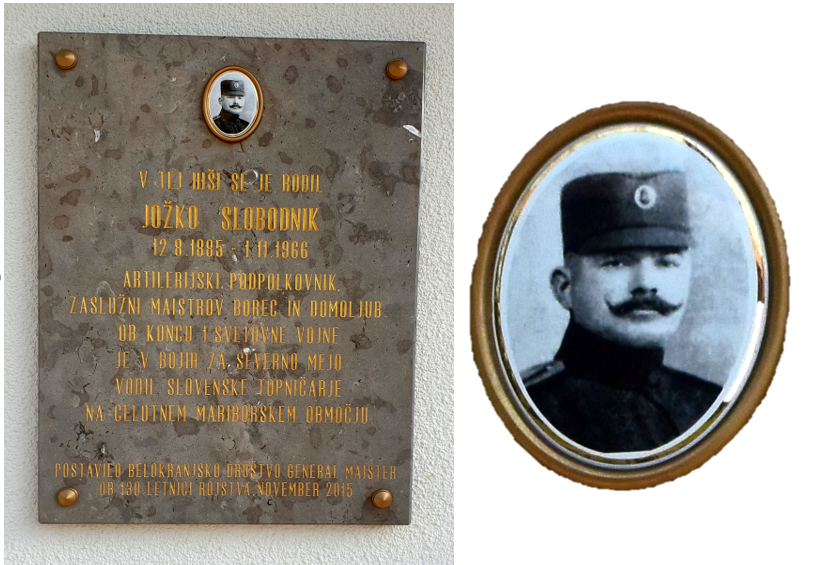 V TEJ HIŠI SE JE RODIL
JOŽKO SLOBODNIK
12.8.1885 - 1.11.1966
ARTILERIJSKI PODPOLKOVNIK,
ZASLUŽNI MAISTROV BOREC IN DOMOLJUB.
OB KONCU 1.SVETOVNE VOJNE
JE V BOJIH ZA SEVERNO MEJO
VODIL SLOVENSKE TOPNIČARJE
NA CELOTNEM MARIBORSKEM OBMOČJU
POSTAVILO BELOKRANJSKO DRUŠTVO GENERAL MAISTER
OB 130 LETNICI ROJSTVA, NOVEMBER 2015